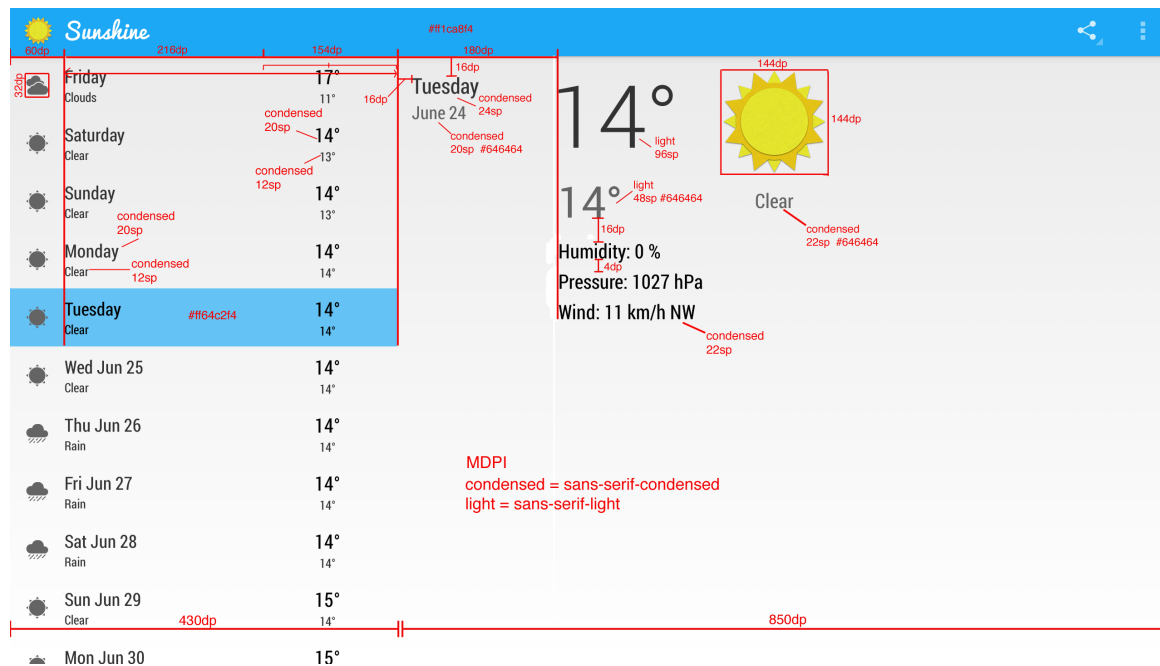 Sunshine
#ff1ca8f4
60dp
216dp
154dp
180dp
32dp
Friday
17°
Clouds
11°
16dp
16dp
Tuesday
condensed
24sp
June 24
condensed
20sp #646464
condensed
20sp
Saturday
14°
Clear
13°
condensed
12sp
Sunday
14°
Clear
13°
condensed
20sp
Monday
14°
Clear
14°
condensed
12sp
Tuesday
14°
Clear
14°
#ff64c2f4
Wed Jun 25
14°
Clear
14°
Thu Jun 26
14°
Rain
14°
Fri Jun 27
14°
Rain
14°
Sat Jun 28
14°
Rain
14°
Sun Jun 29
15°
Clear
14°
Mon Jun 30
15°
14°
light
96sp
144dp
144dp
14°
light
48sp #646464
Clear
condensed
22sp #646464
16dp
Humidity: 0 %
4dp
Pressure: 1027 hPa
Wind: 11 km/h NW
condensed
22sp
MDPI
condensed = sans-serif-condensed
light = sans-serif-light
430dp
850dp